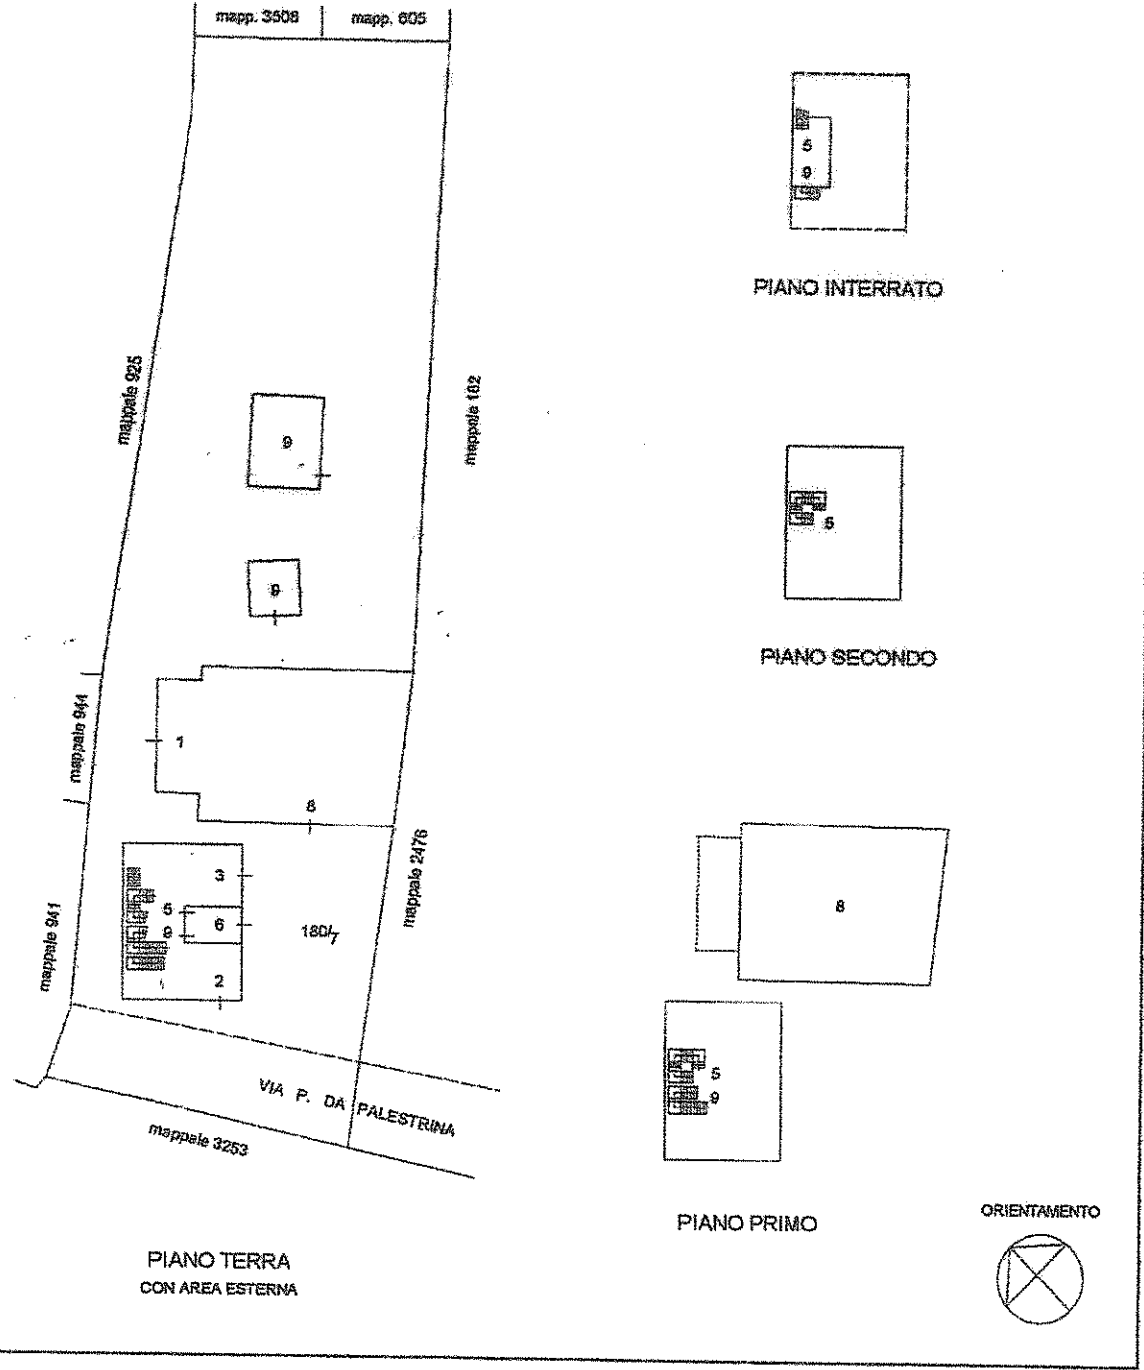 mapp. 3508
mapp. 605
mappale 925
mappale 162
9
9
mappale 944
1
8
mappale 2476
mappale 941
3
5
6
9
2
180/7
VIA P. DA PALESTRINA
mappale 3253
PIANO TERRA
CON AREA ESTERNA
5
9
PIANO INTERRATO
5
PIANO SECONDO
8
5
9
PIANO PRIMO
ORIENTAMENTO